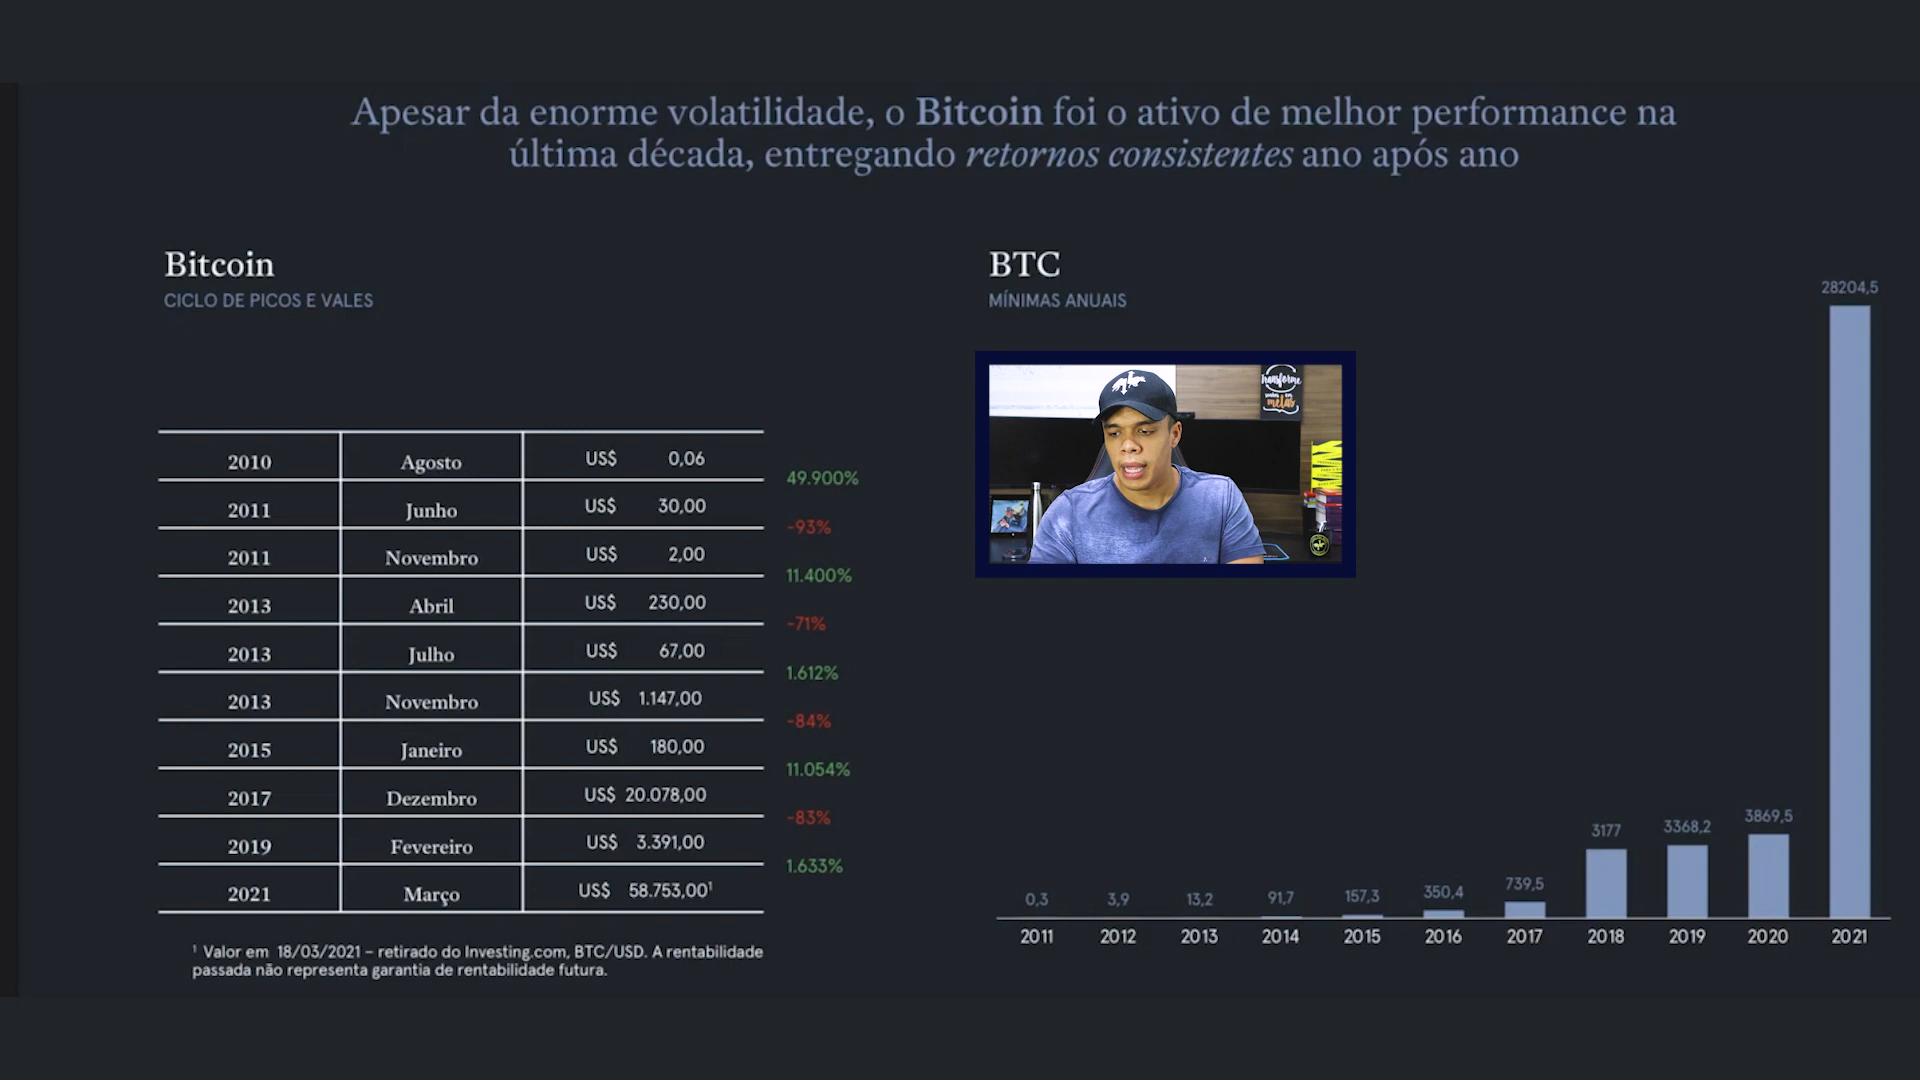 Apesar da enorme volatilidade, o Bitcoin foi o ativo de melhor performance na
última década, entregando retornos consistentes ano após ano
Bitcoin
CICLO DE PICOS E VALES
2010 Agosto US$ 0,06
49.900%
2011 Junho US$ 30,00
-93%
2011 Novembro US$ 2,00
11.400%
2013 Abril US$ 230,00
-71%
2013 Julho US$ 67,00
1.612%
2013 Novembro US$ 1.147,00
-84%
2015 Janeiro US$ 180,00
11.054%
2017 Dezembro US$ 20.078,00
-83%
2019 Fevereiro US$ 3.391,00
1.633%
2021 Março US$ 58.753,00¹
¹ Valor em 18/03/2021 – retirado do Investing.com, BTC/USD. A rentabilidade
passada não representa garantia de rentabilidade futura.
BTC
MÍNIMAS ANUAIS
Transforme
sonhos em
metas
0,3 3,9 13,2 91,7 157,3 350,4 739,5 3177 3368,2 3869,5 28204,5
2011 2012 2013 2014 2015 2016 2017 2018 2019 2020 2021